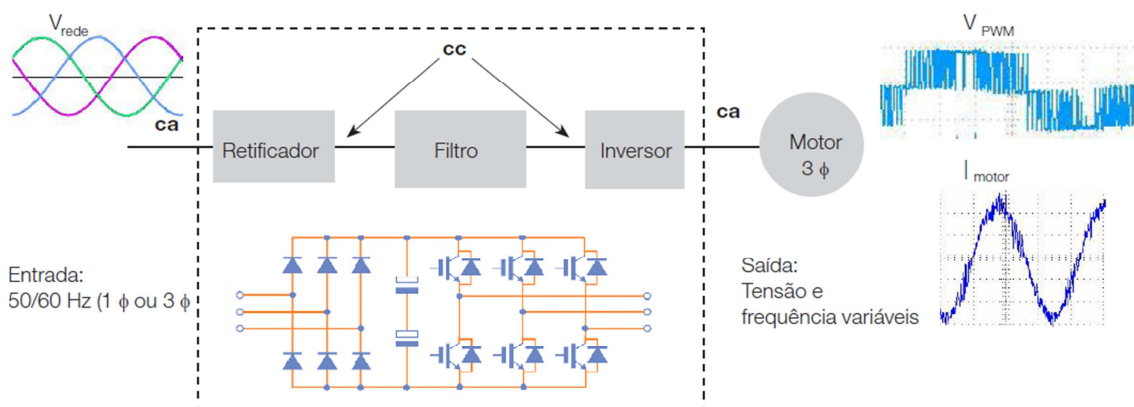 V rede
cc
V PWM
ca
ca
Retificador
Filtro
Inversor
Motor
3 ϕ
I motor
Entrada:
50/60 Hz (1 ϕ ou 3 ϕ
Saída:
Tensão e
frequência variáveis